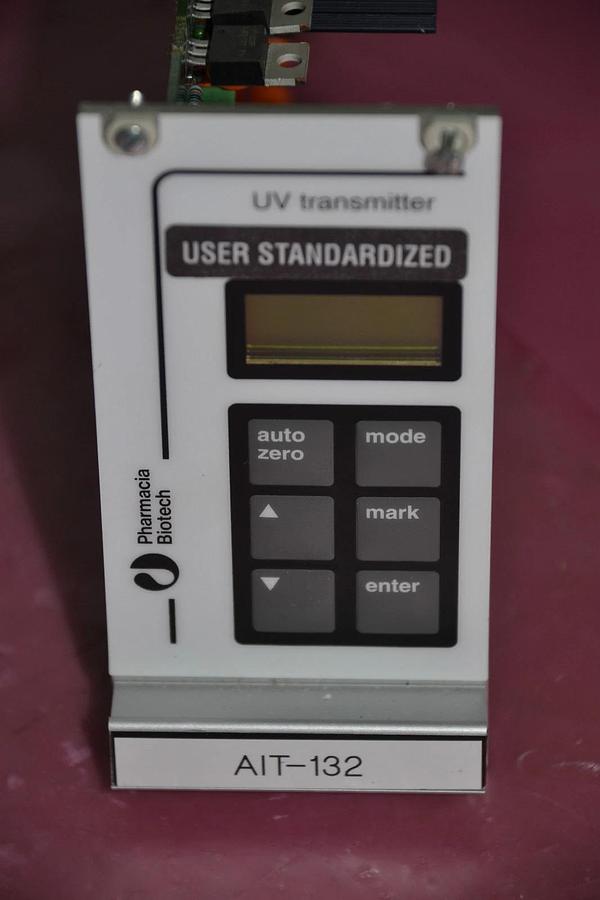 UV transmitter
USER STANDARDIZED
auto
zero
mode
▲
mark
▼
enter
Pharmacia
Biotech
AIT-132